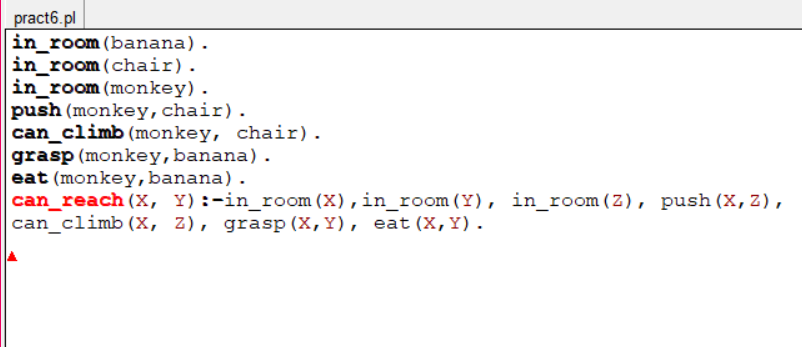 pract6.pl
in_room(banana).
in_room(chair).
in_room(monkey).
push(monkey,chair).
can_climb(monkey, chair).
grasp(monkey,banana).
eat(monkey,banana).
can_reach(X, Y):-in_room(X),in_room(Y), in_room(Z), push(X,Z),
can_climb(X, Z), grasp(X,Y), eat(X,Y).